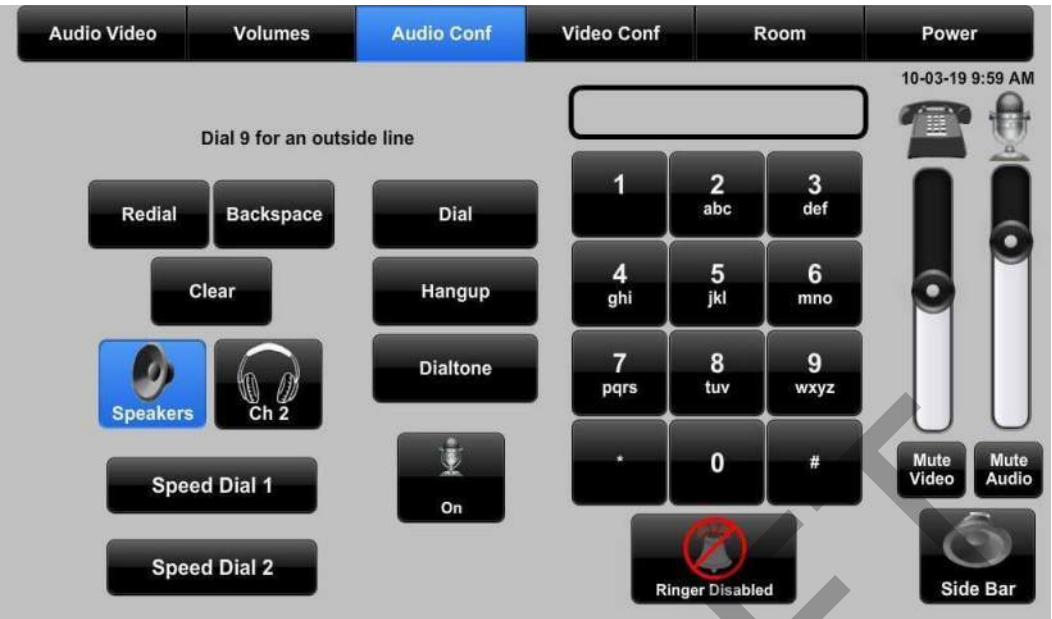 Audio Video
Volumes
Audio Conf
Video Conf
Room
Power
10-03-19 9:59 AM
Dial 9 for an outside line
Redial
Backspace
Clear
Speakers
Ch 2
Speed Dial 1
Speed Dial 2
Dial
Hangup
Dialtone
On
1
2
abc
3
def
4
ghi
5
jkl
6
mno
7
pqrs
8
tuv
9
wxyz
*
0
#
Ringer Disabled
Mute
Video
Mute
Audio
Side Bar